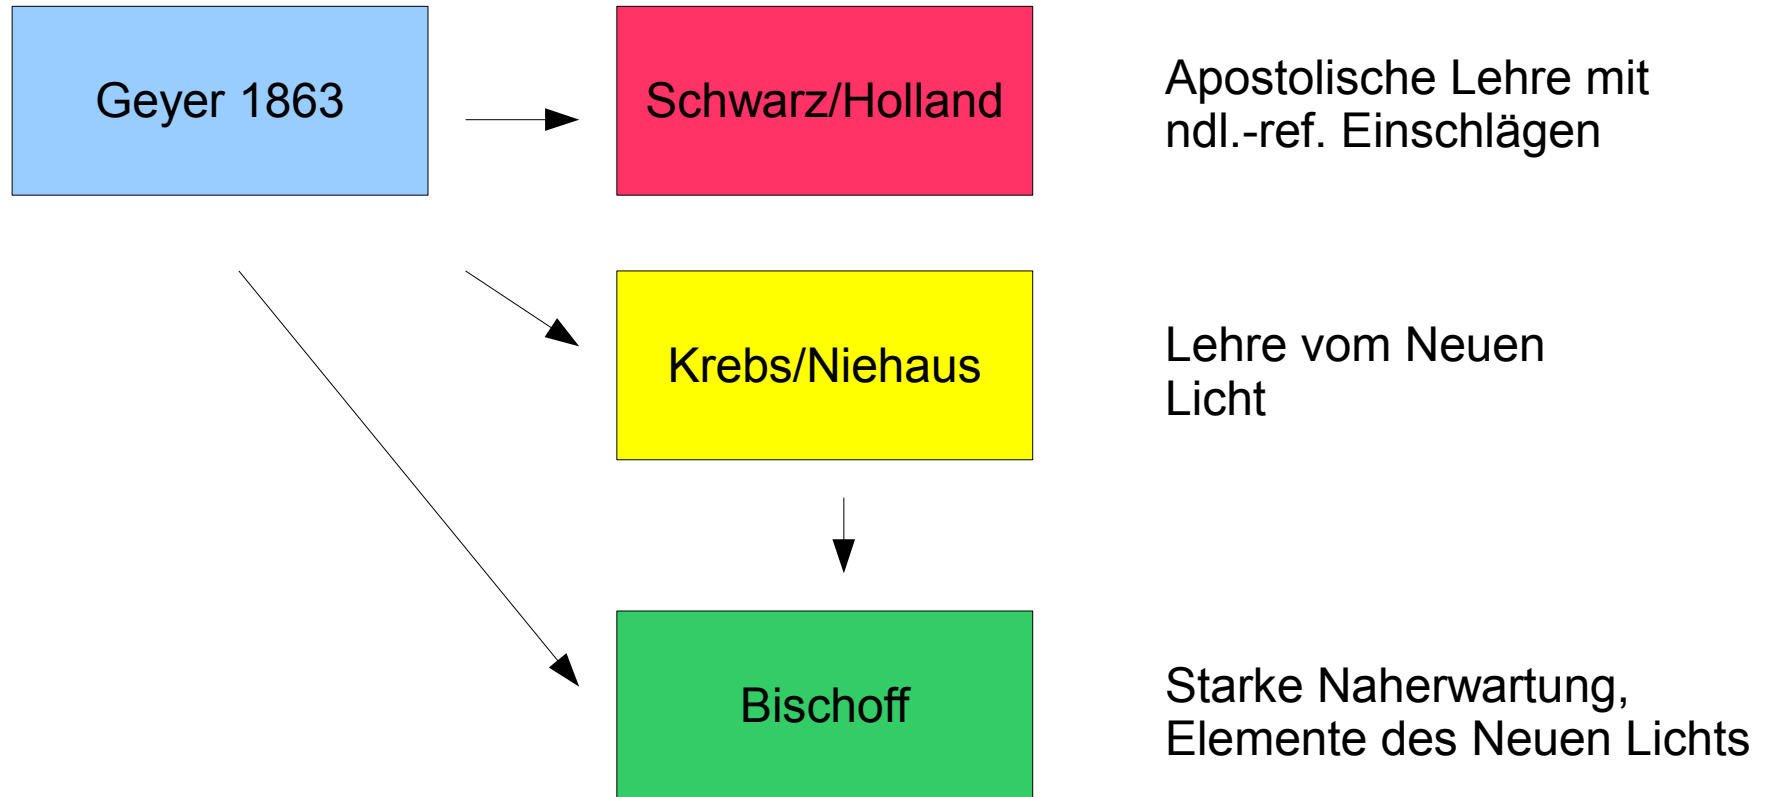 Geyer 1863
Schwarz/Holland
Apostolische Lehre mit
ndl.-ref. Einschlägen
Krebs/Niehaus
Lehre vom Neuen
Licht
Bischoff
Starke Naherwartung,
Elemente des Neuen Lichts